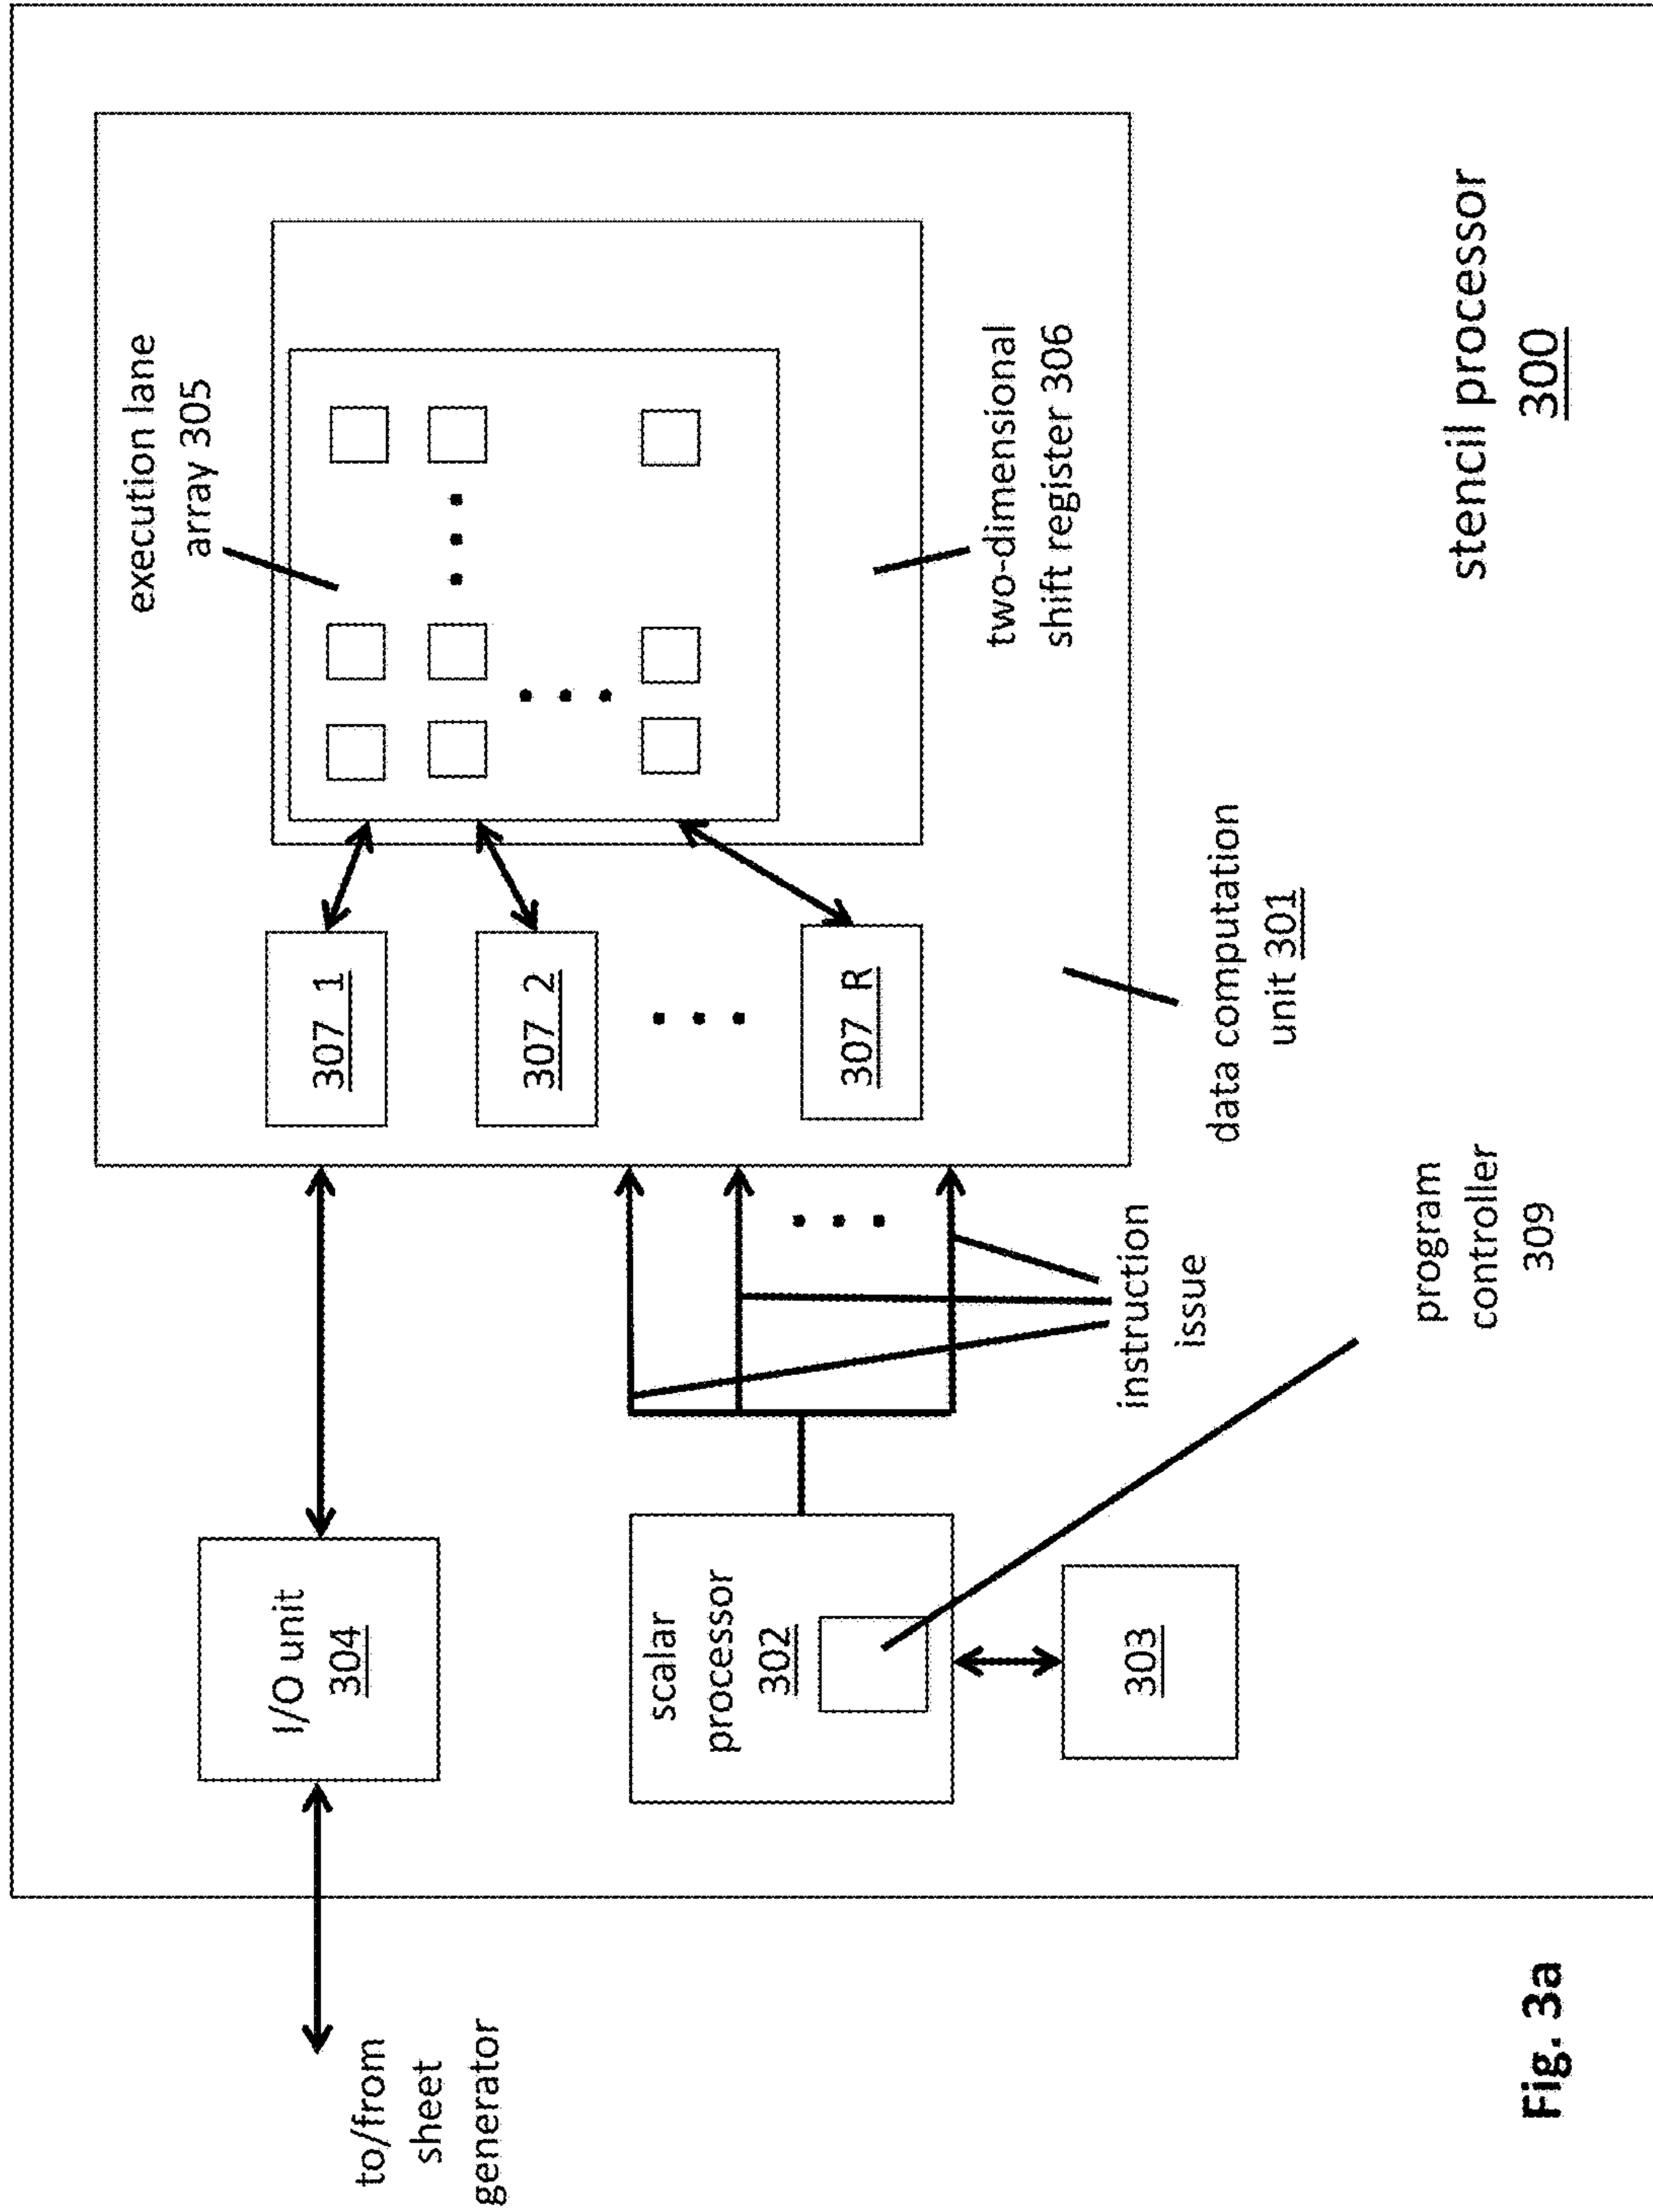 execution lane
array 305
307_1
307_2
307_R
two-dimensional
shift register 306
data computation
unit 301
I/O unit
304
to/from
sheet
generator
scalar
processor
302
303
instruction
issue
program
controller
309
stencil processor
300
Fig. 3a